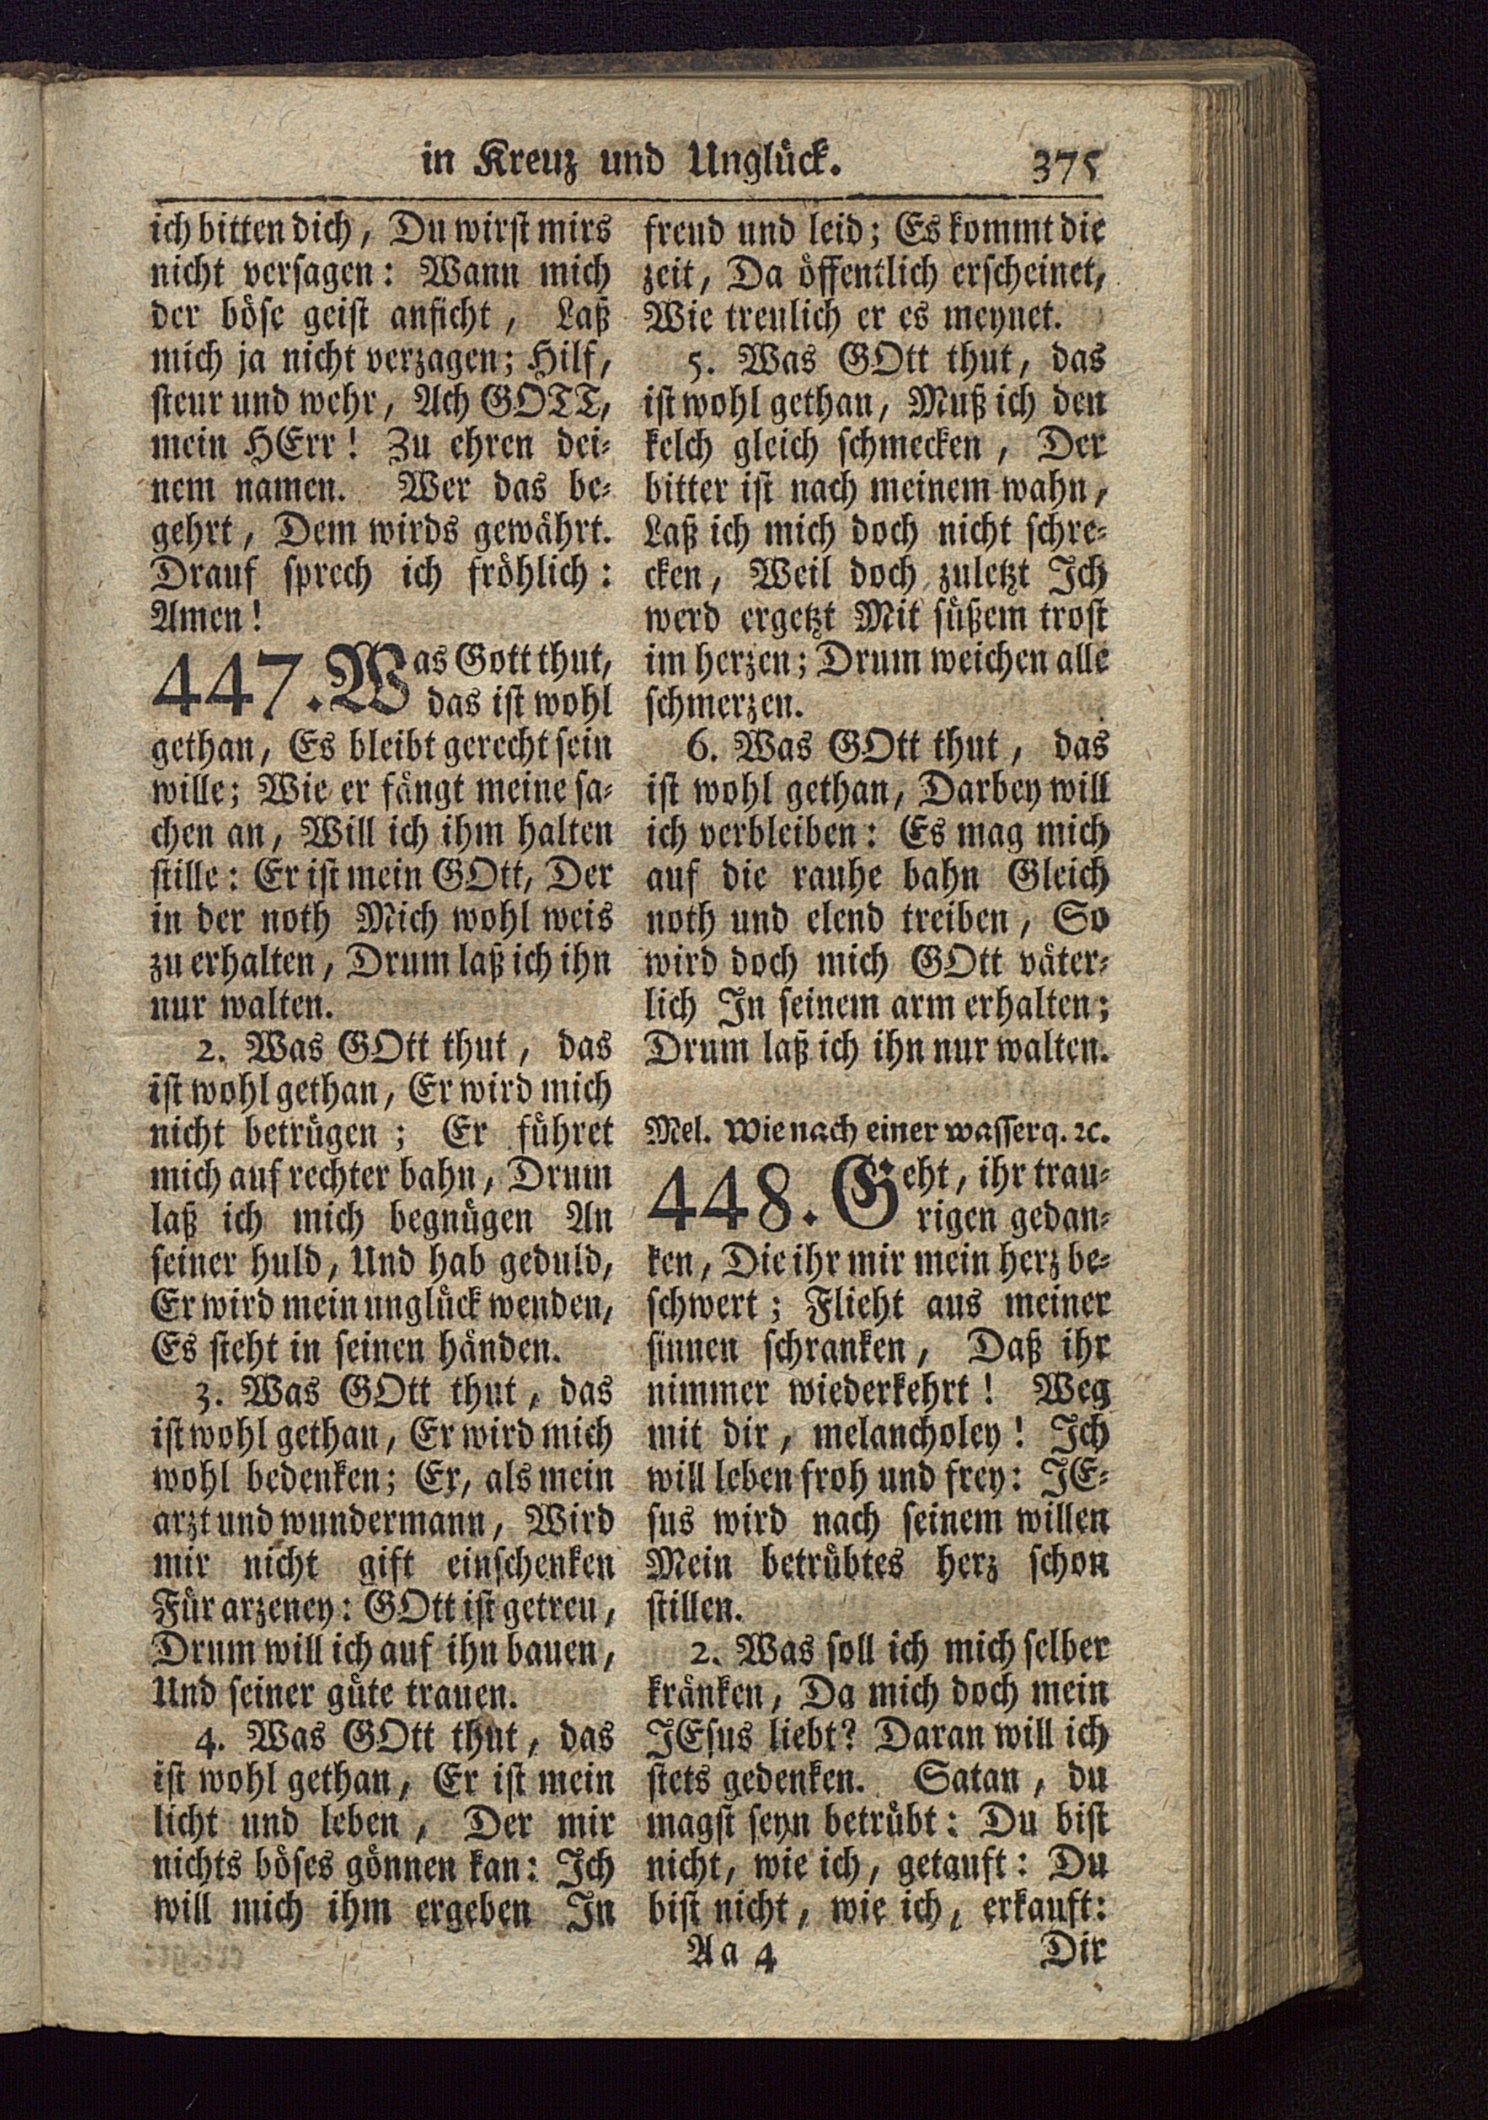 in Kreuz und Unglück. 375
ich bitten dich, Du wirst mirs
nicht versagen: Wann mich
der böse geist anficht, Laß
mich ja nicht verzagen; Hilf,
steur und wehr, Ach GOTT,
mein HErr! Zu ehren dei-
nem namen. Wer das be-
gehrt, Dem wirds gewährt.
Drauf sprech ich fröhlich:
Amen!
447. Was Gott thut,
das ist wohl
gethan, Es bleibt gerecht sein
wille; Wie er fängt meine sa-
chen an, Will ich ihm halten
stille: Er ist mein GOtt, Der
in der noth Mich wohl weis
zu erhalten, Drum laß ich ihn
nur walten.
2. Was GOtt thut, das
ist wohl gethan, Er wird mich
nicht betrügen; Er führet
mich auf rechter bahn, Drum
laß ich mich begnügen An
seiner huld, Und hab geduld,
Er wird mein unglück wenden,
Es steht in seinen händen.
3. Was GOtt thut, das
ist wohl gethan, Er wird mich
wohl bedenken; Er, als mein
arzt und wundermann, Wird
mir nicht gift einschenken
Für arzeney: GOtt ist getreu,
Drum will ich auf ihn bauen,
Und seiner güte trauen.
4. Was GOtt thut, das
ist wohl gethan, Er ist mein
licht und leben, Der mir
nichts böses gönnen kan: Ich
will mich ihm ergeben In
freud und leid; Es kommt die
zeit, Da öffentlich erscheinet,
Wie treulich er es meynet.
5. Was GOtt thut, das
ist wohl gethan, Muß ich den
kelch gleich schmecken, Der
bitter ist nach meinem wahn,
Laß ich mich doch nicht schre-
cken, Weil doch zuletzt Ich
werd ergetzt Mit süßem trost
im herzen; Drum weichen alle
schmerzen.
6. Was GOtt thut, das
ist wohl gethan, Darbey will
ich verbleiben: Es mag mich
auf die rauhe bahn Gleich
noth und elend treiben, So
wird doch mich GOtt väter-
lich In seinem arm erhalten;
Drum laß ich ihn nur walten.
Mel. Wie nach einer wasserq. ꝛc.
448. Geht, ihr trau-
rigen gedan-
ken, Die ihr mir mein herz be-
schwert; Flieht aus meiner
sinnen schranken, Daß ihr
nimmer wiederkehrt! Weg
mit dir, melancholey! Ich
will leben froh und frey: JE-
sus wird nach seinem willen
Mein betrübtes herz schon
stillen.
2. Was soll ich mich selber
kränken, Da mich doch mein
JEsus liebt? Daran will ich
stets gedenken. Satan, du
magst seyn betrübt: Du bist
nicht, wie ich, getauft: Du
bist nicht, wie ich, erkauft:
Aa 4 Dir